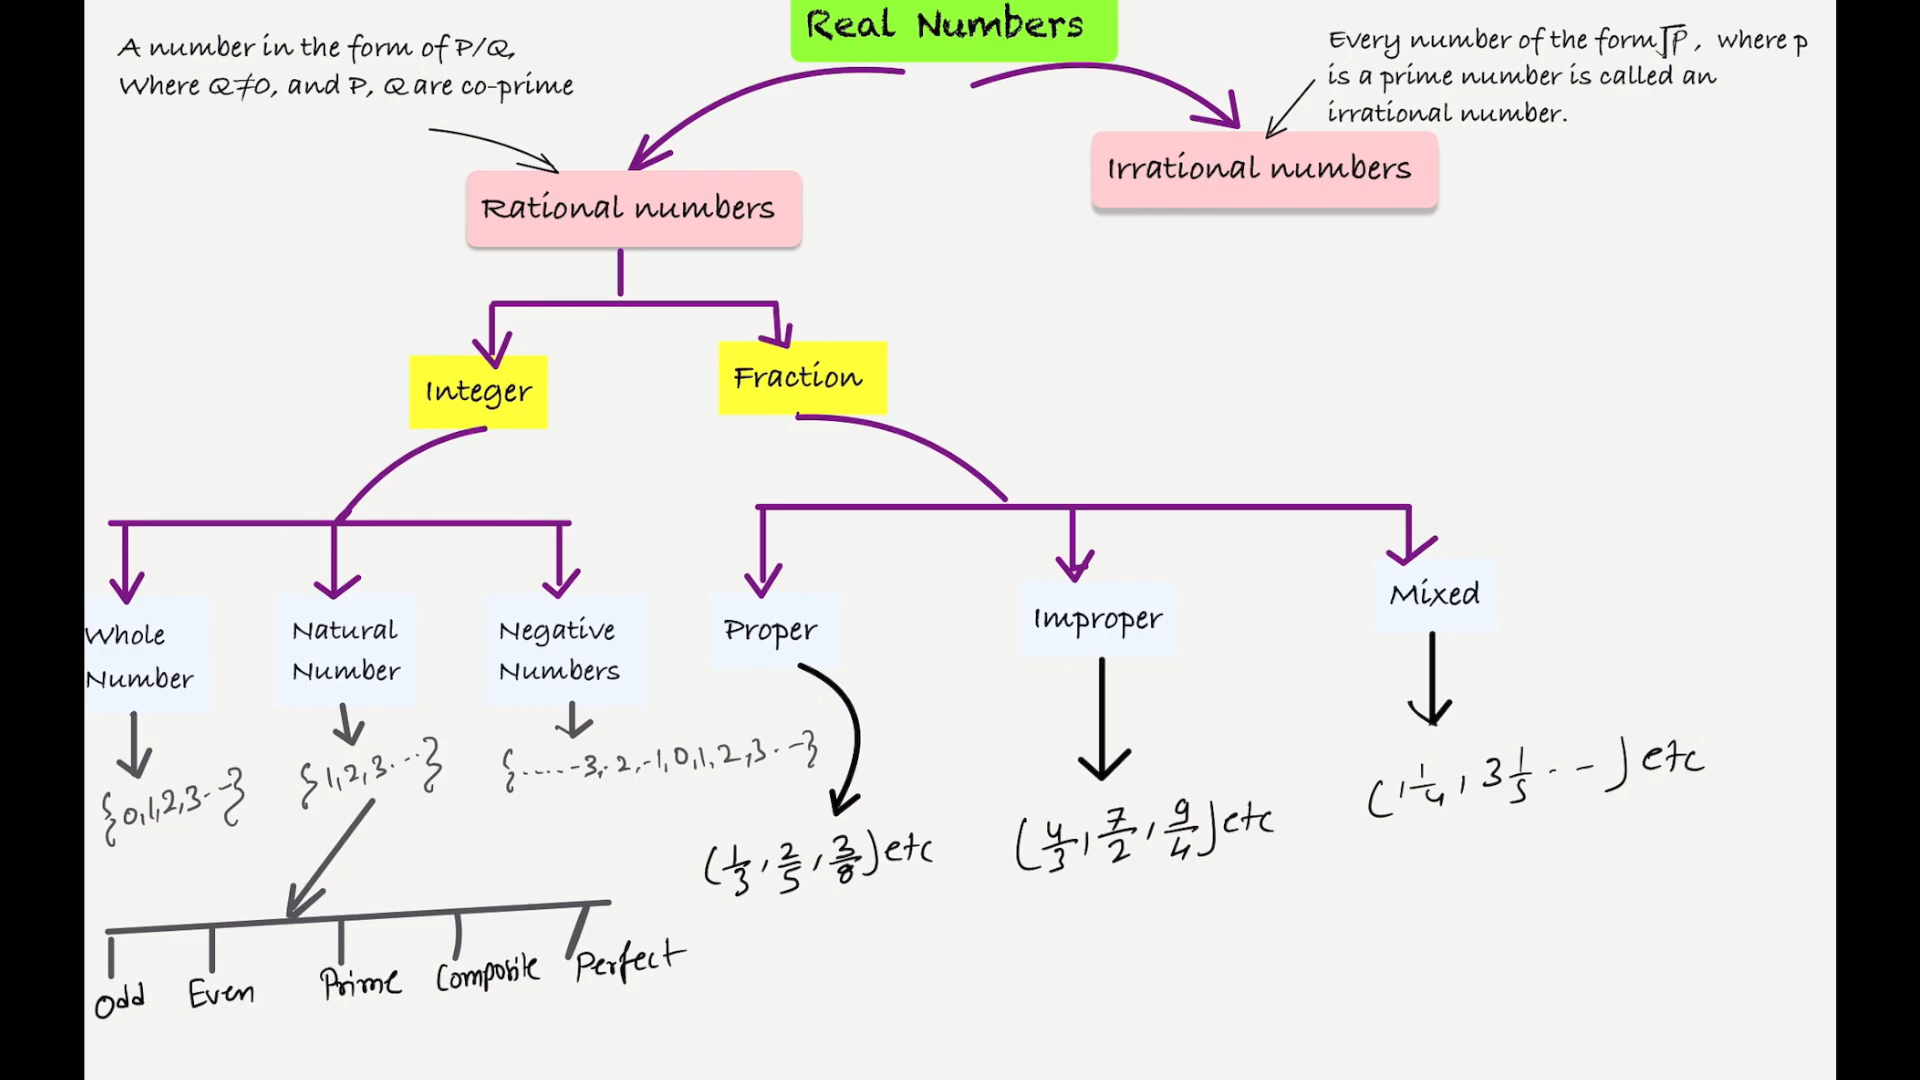 Real Numbers
A number in the form of P/Q,
Where Q≠0, and P, Q are co-prime
Every number of the form √P, where p
is a prime number is called an
irrational number.
Irrational numbers
Rational numbers
Integer
Fraction
Whole
Number
Natural
Number
Negative
Numbers
Proper
Improper
Mixed
{0,1,2,3--}
{1,2,3...}
{.....-3,-2,-1,0,1,2,3..-}
(1/3, 2/5, 3/8) etc
(4/3, 7/2, 9/4) etc
(1 1/4, 3 1/5 ---) etc
Odd
Even
Prime
Composite
Perfect